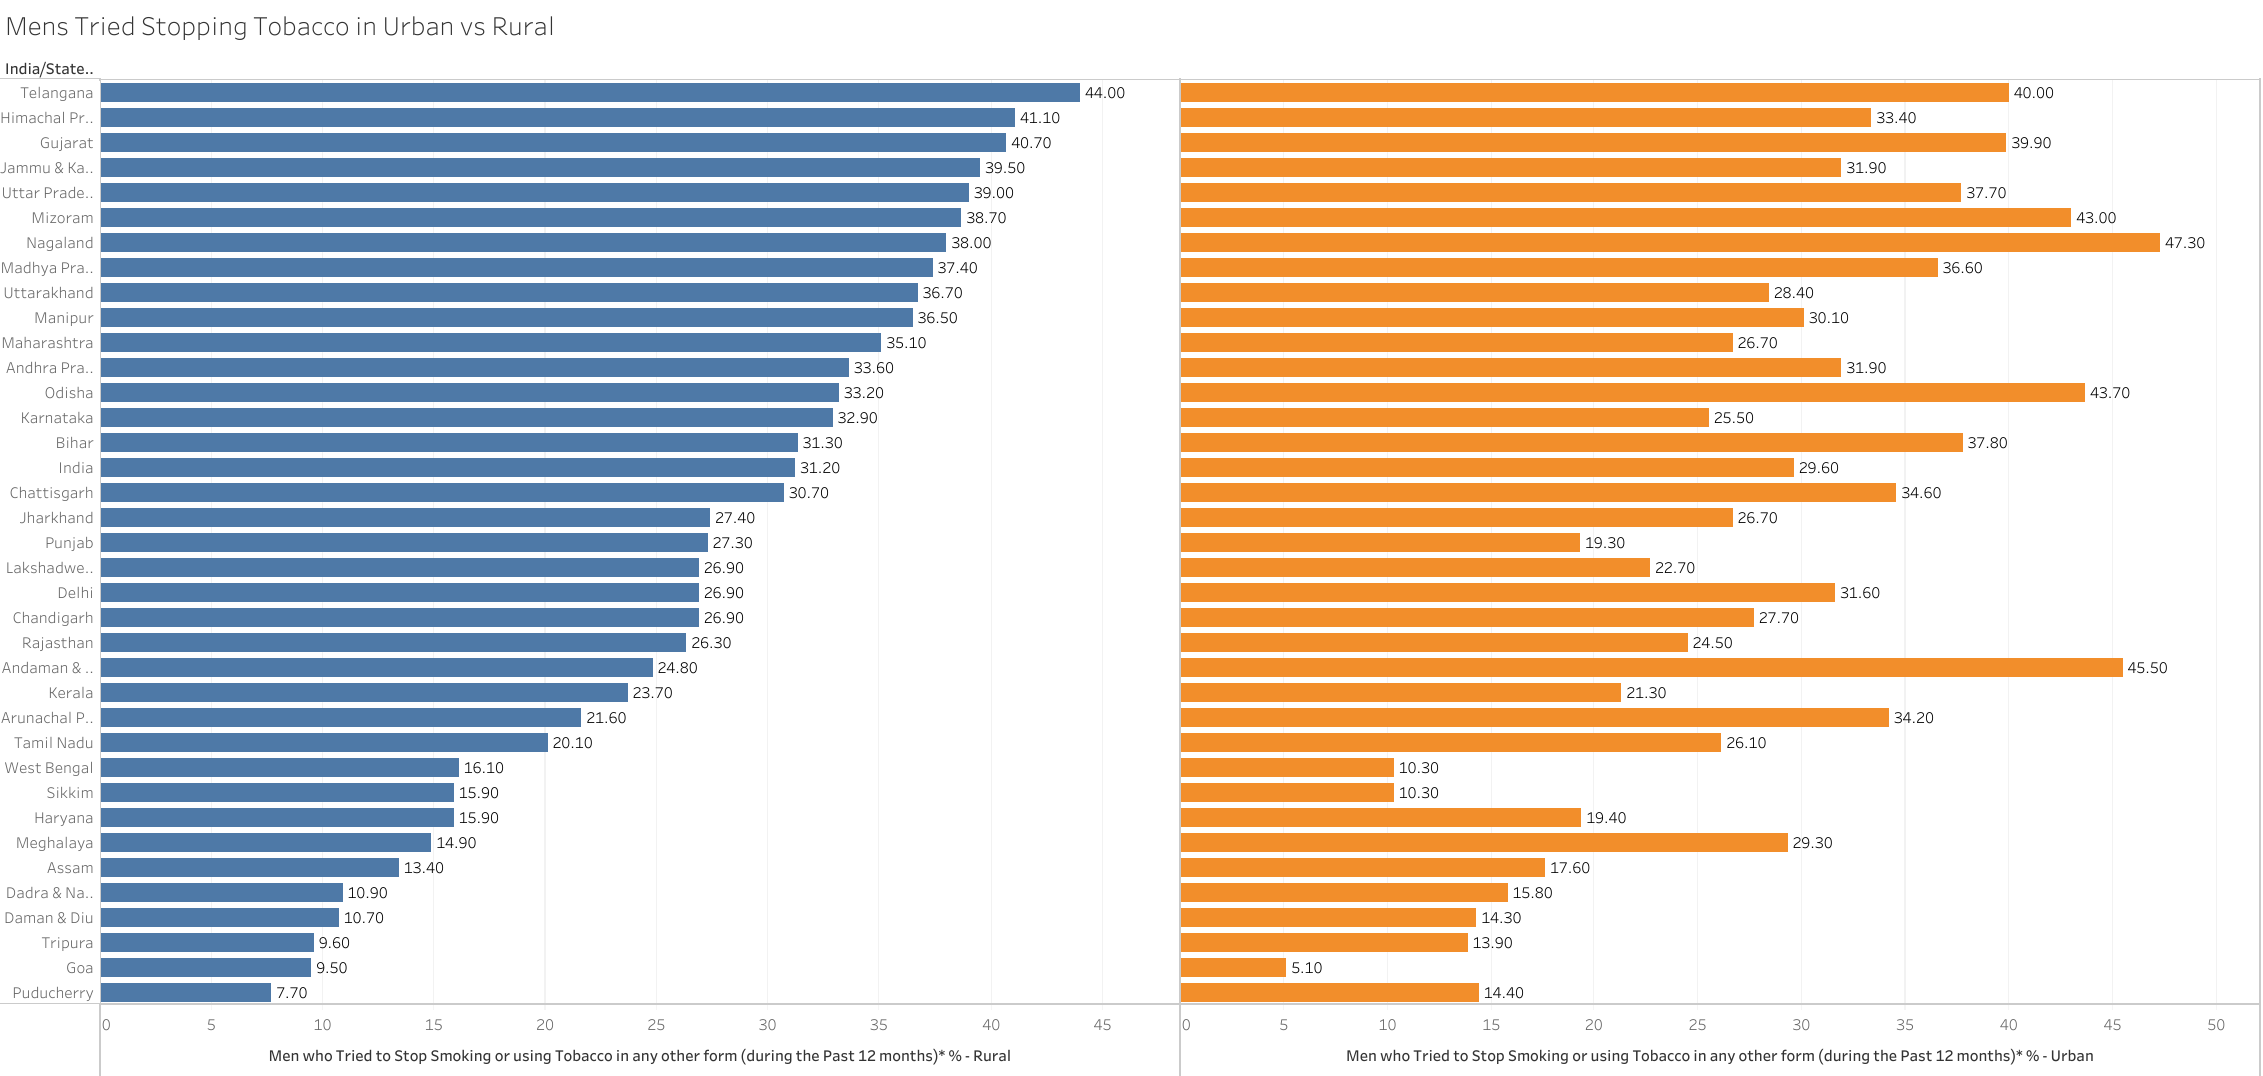 Mens Tried Stopping Tobacco in Urban vs Rural
India/State..
Telangana 44.00 40.00
Himachal Pr.. 41.10 33.40
Gujarat 40.70 39.90
Jammu & Ka.. 39.50 31.90
Uttar Prade.. 39.00 37.70
Mizoram 38.70 43.00
Nagaland 38.00 47.30
Madhya Pra.. 37.40 36.60
Uttarakhand 36.70 28.40
Manipur 36.50 30.10
Maharashtra 35.10 26.70
Andhra Pra.. 33.60 31.90
Odisha 33.20 43.70
Karnataka 32.90 25.50
Bihar 31.30 37.80
India 31.20 29.60
Chattisgarh 30.70 34.60
Jharkhand 27.40 26.70
Punjab 27.30 19.30
Lakshadwe.. 26.90 22.70
Delhi 26.90 31.60
Chandigarh 26.90 27.70
Rajasthan 26.30 24.50
Andaman & .. 24.80 45.50
Kerala 23.70 21.30
Arunachal P.. 21.60 34.20
Tamil Nadu 20.10 26.10
West Bengal 16.10 10.30
Sikkim 15.90 10.30
Haryana 15.90 19.40
Meghalaya 14.90 29.30
Assam 13.40 17.60
Dadra & Na.. 10.90 15.80
Daman & Diu 10.70 14.30
Tripura 9.60 13.90
Goa 9.50 5.10
Puducherry 7.70 14.40
0 5 10 15 20 25 30 35 40 45 0 5 10 15 20 25 30 35 40 45 50
Men who Tried to Stop Smoking or using Tobacco in any other form (during the Past 12 months)* % - Rural Men who Tried to Stop Smoking or using Tobacco in any other form (during the Past 12 months)* % - Urban